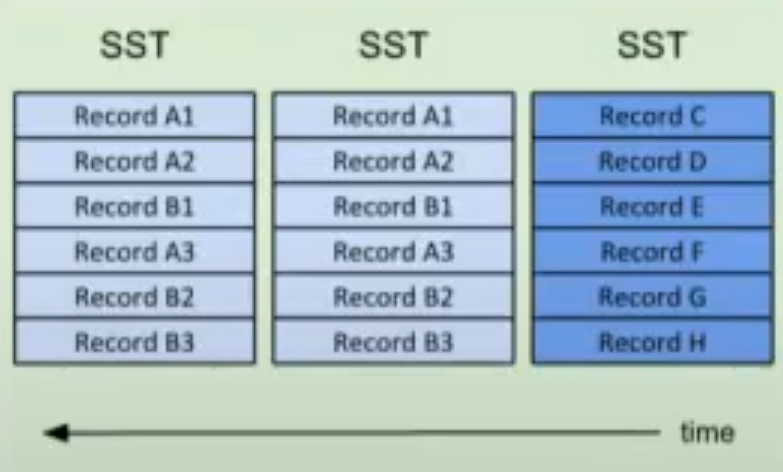 SST SST SST
Record A1 Record A1 Record C
Record A2 Record A2 Record D
Record B1 Record B1 Record E
Record A3 Record A3 Record F
Record B2 Record B2 Record G
Record B3 Record B3 Record H
time